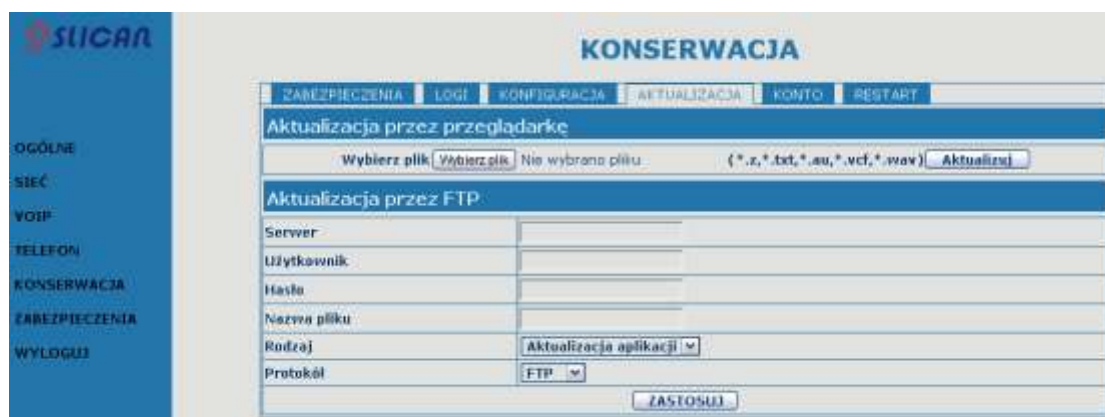 SLICAN
KONSERWACJA
ZABEZPIECZENIA LOGI KONFIGURACJA AKTUALIZACJA KONTO RESTART
Aktualizacja przez przeglądarkę
Wybierz plik Wybierz plik Nie wybrano pliku (*.z,*.txt,*.au,*.vcf,*.wav) Aktualizuj
Aktualizacja przez FTP
Serwer
Użytkownik
Hasło
Nazwa pliku
Rodzaj Aktualizacja aplikacji
Protokół FTP
ZASTOSUJ
OGÓLNE
SIEĆ
VOIP
TELEFON
KONSERWACJA
ZABEZPIECZENIA
WYLOGUJ